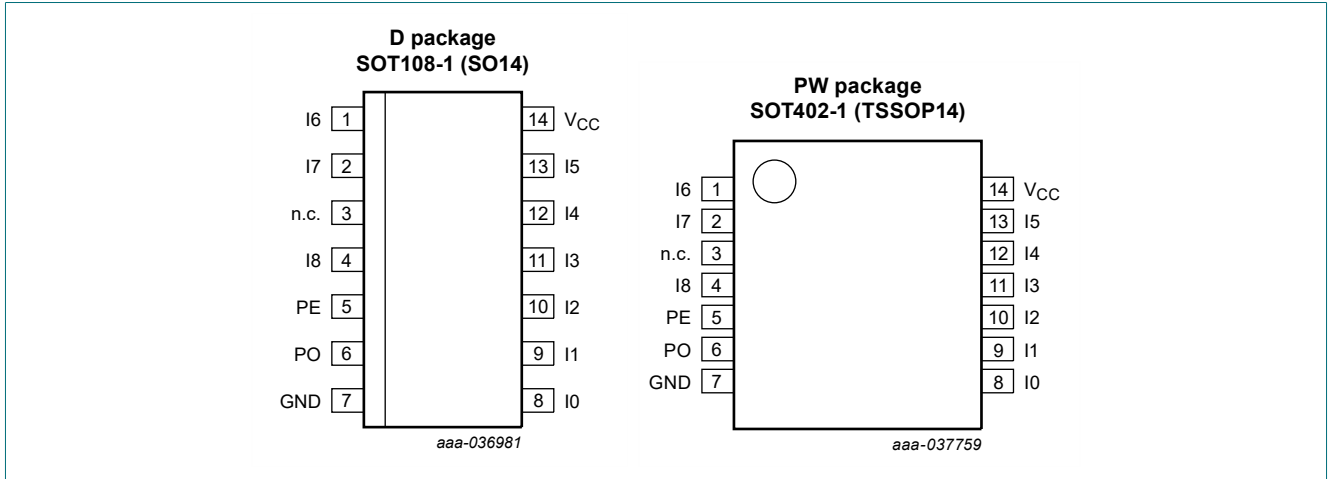 D package
SOT108-1 (SO14)
I6 1
14 VCC
I7 2
13 I5
n.c. 3
12 I4
I8 4
11 I3
PE 5
10 I2
PO 6
9 I1
GND 7
8 I0
aaa-036981
PW package
SOT402-1 (TSSOP14)
I6 1
14 VCC
I7 2
13 I5
n.c. 3
12 I4
I8 4
11 I3
PE 5
10 I2
PO 6
9 I1
GND 7
8 I0
aaa-037759